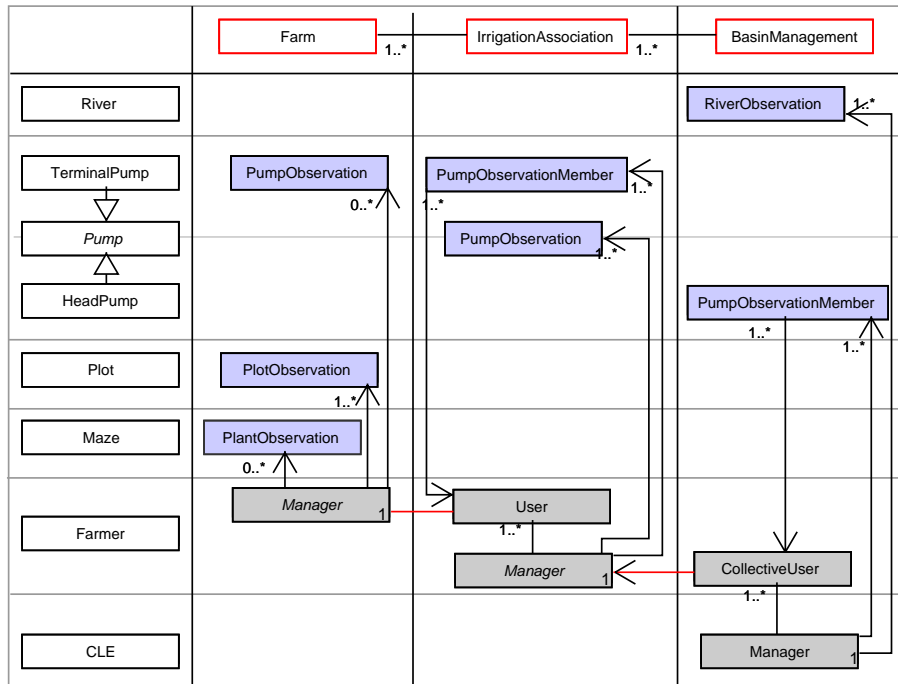 Farm
IrrigationAssociation
BasinManagement
1..*
1..*
River
RiverObservation
1..*
TerminalPump
PumpObservation
PumpObservationMember
0..*
1..*
1..*
Pump
PumpObservation
1..*
HeadPump
PumpObservationMember
1..*
1..*
Plot
PlotObservation
1..*
Maze
PlantObservation
0..*
Manager
1
User
1..*
Farmer
Manager
1
CollectiveUser
1..*
CLE
Manager
1